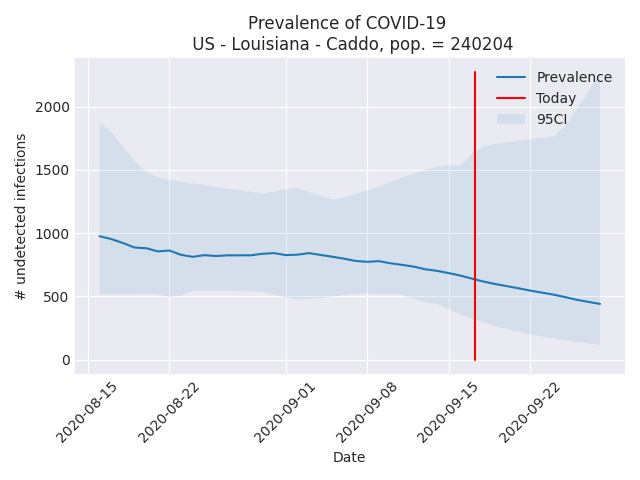 Prevalence of COVID-19
US - Louisiana - Caddo, pop. = 240204
Prevalence
Today
95CI
2000
1500
1000
500
0
# undetected infections
2020-08-15
2020-08-22
2020-09-01
2020-09-08
2020-09-15
2020-09-22
Date